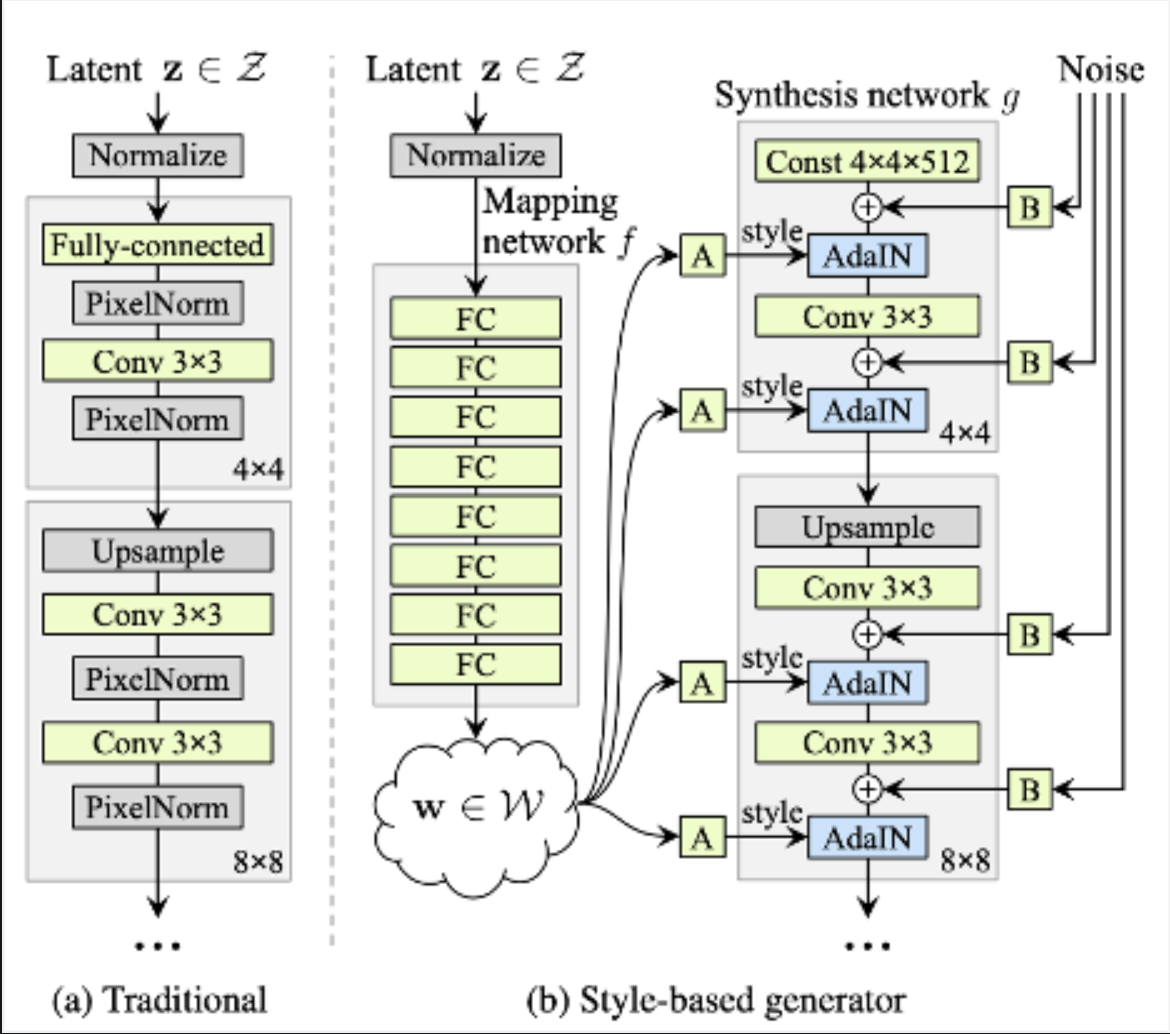 Latent z ∈ 𝒵
Normalize
Fully-connected
PixelNorm
Conv 3×3
PixelNorm
4×4
Upsample
Conv 3×3
PixelNorm
Conv 3×3
PixelNorm
8×8
...
(a) Traditional
Latent z ∈ 𝒵
Normalize
Mapping
network f
FC
FC
FC
FC
FC
FC
FC
FC
w ∈ 𝒲
A
style
A
style
A
style
A
style
Synthesis network g
Const 4×4×512
+
AdaIN
Conv 3×3
+
AdaIN
4×4
Upsample
Conv 3×3
+
AdaIN
Conv 3×3
+
AdaIN
8×8
...
Noise
B
B
B
B
(b) Style-based generator